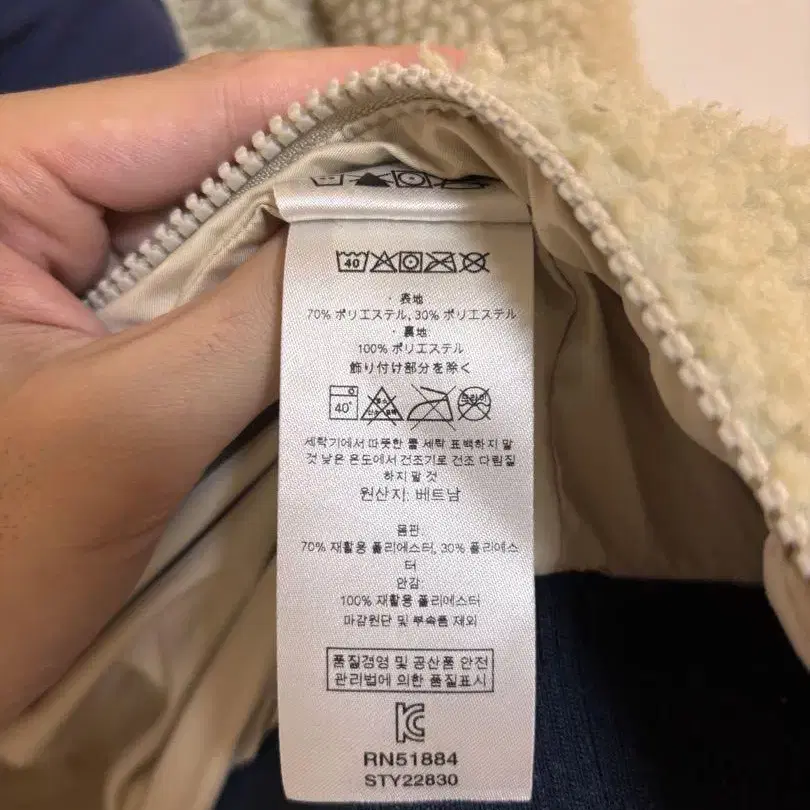 40
・表地
70% ポリエステル, 30% ポリエステル
・裏地
100% ポリエステル
飾り付け部分を除く
40°
드라이
세탁기에서 따뜻한 물 세탁 표백하지 말
것 낮은 온도에서 건조기로 건조 다림질
하지 말 것
원산지: 베트남
몸판
70% 재활용 폴리에스터, 30% 폴리에스
터
안감
100% 재활용 폴리에스터
마감원단 및 부속품 제외
품질경영 및 공산품 안전
관리법에 의한 품질표시
RN51884
STY22830